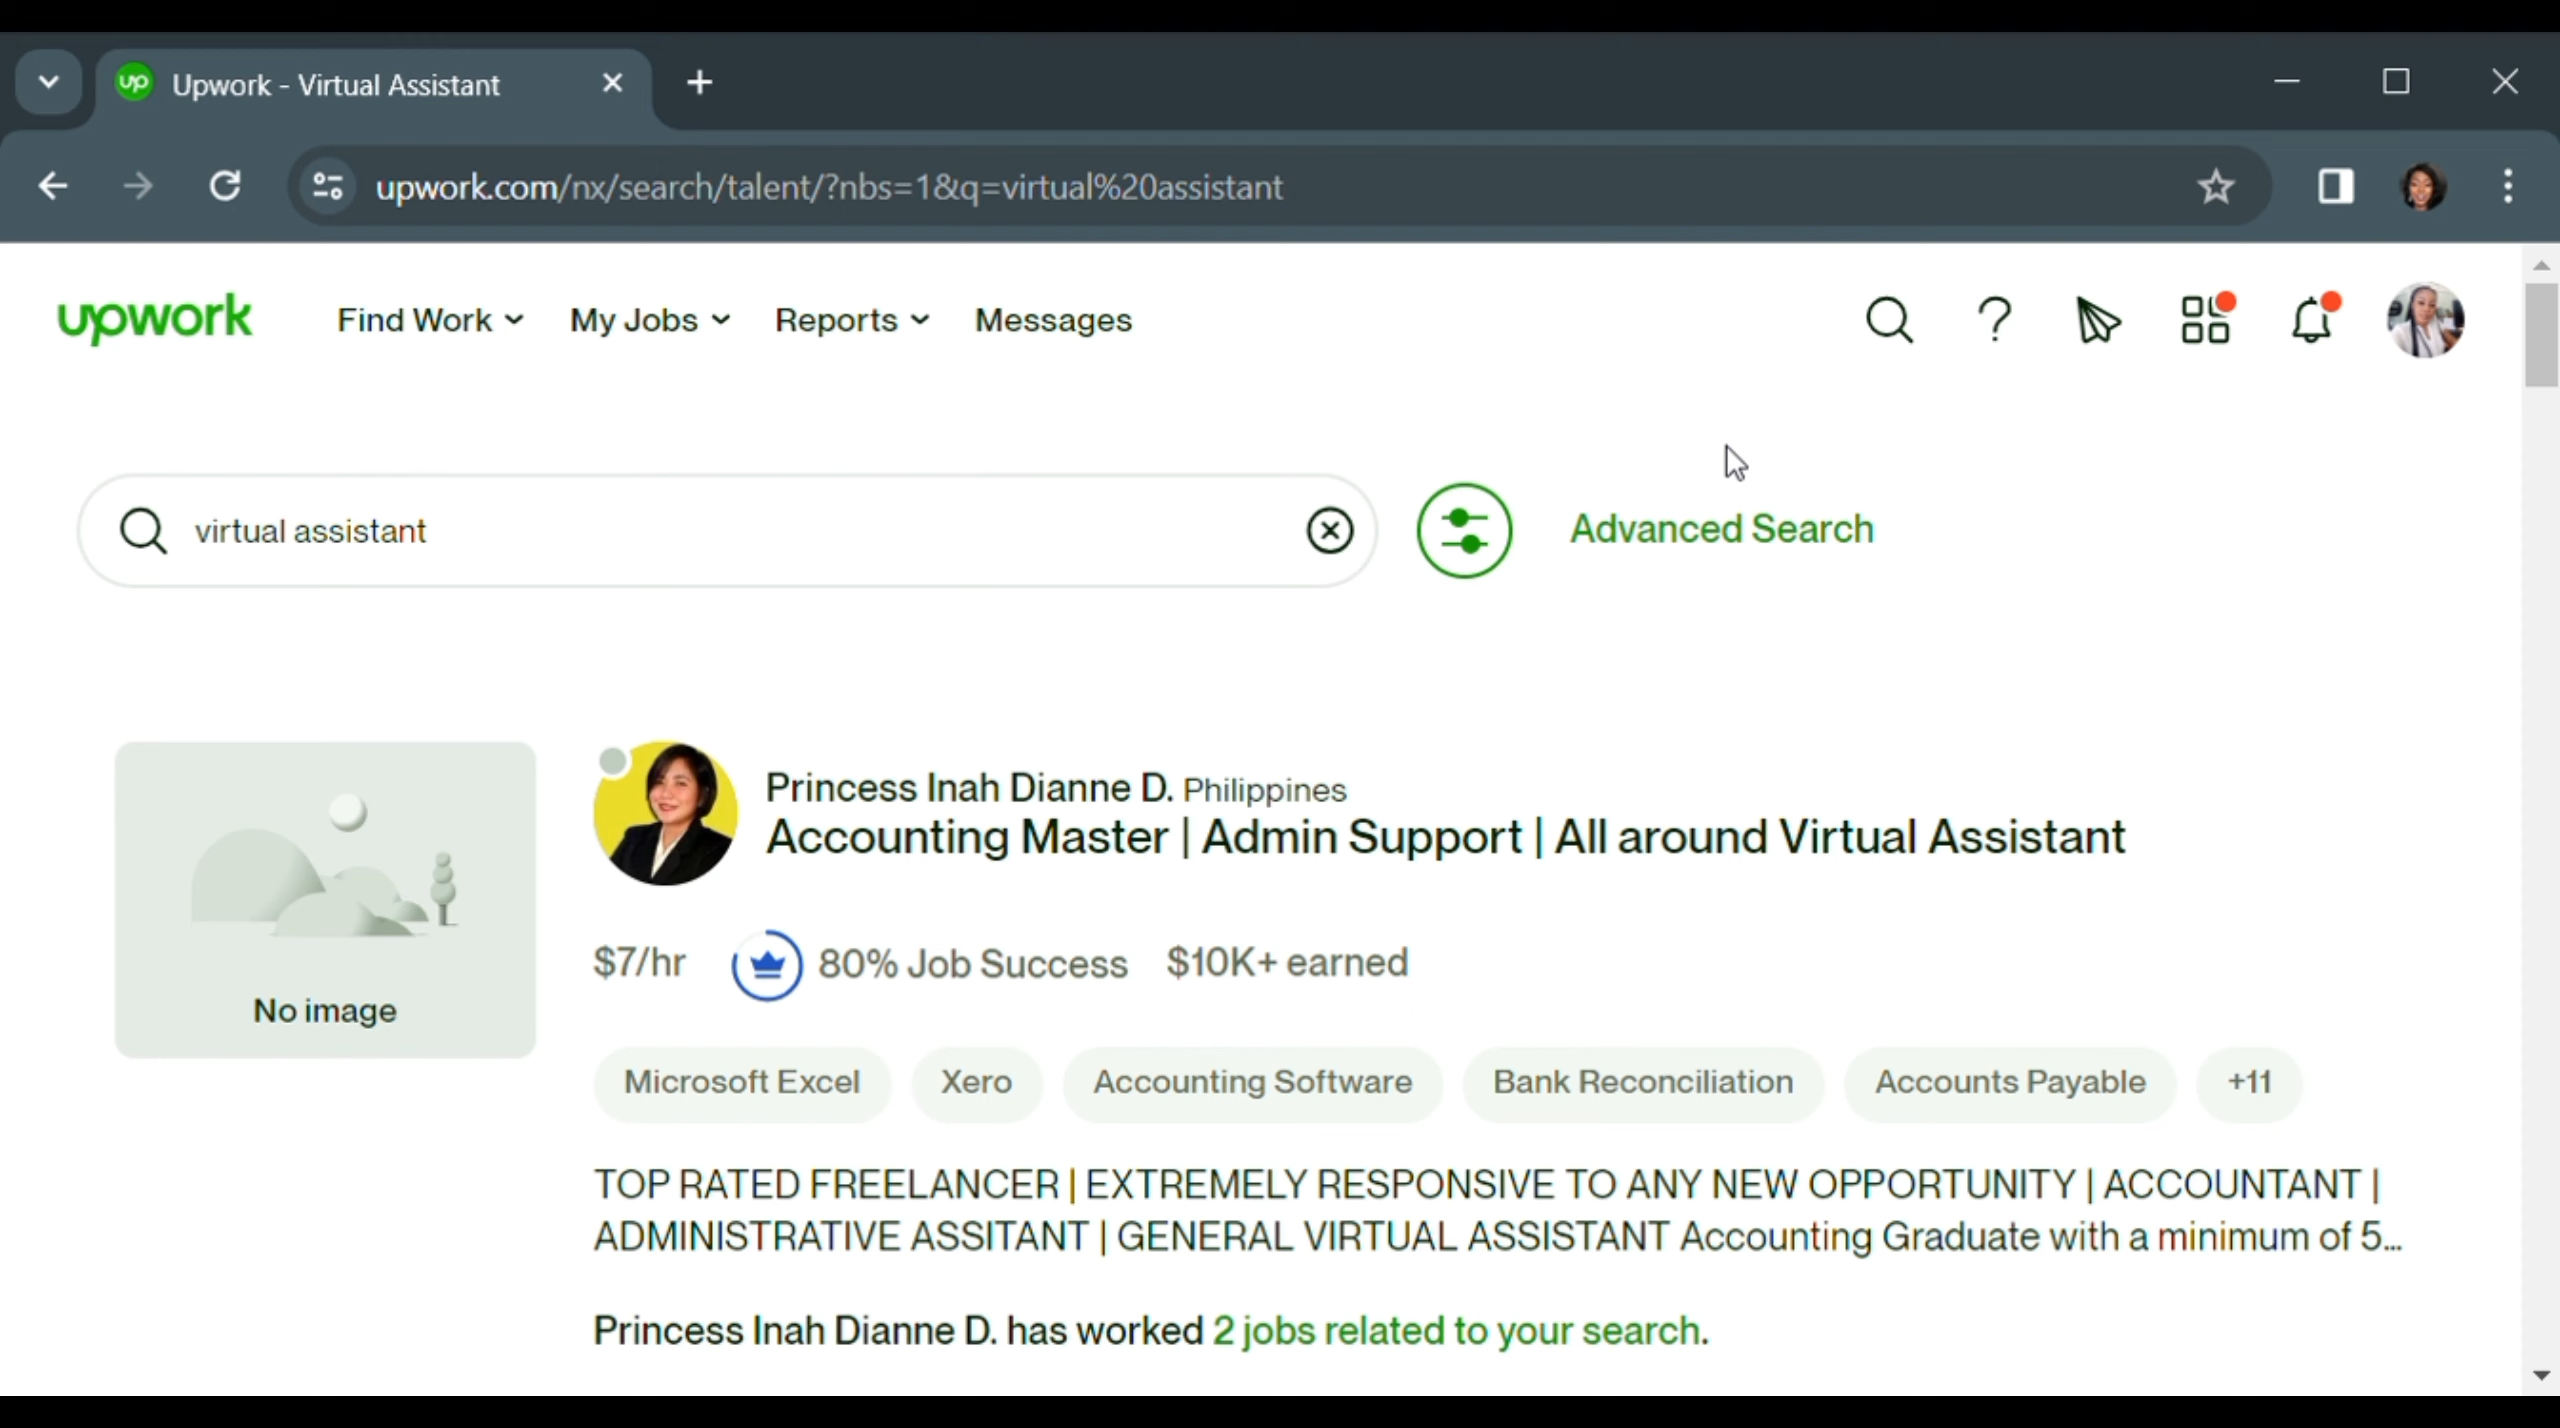 Upwork - Virtual Assistant
upwork.com/nx/search/talent/?nbs=1&q=virtual%20assistant
upwork Find Work My Jobs Reports Messages
virtual assistant Advanced Search
Princess Inah Dianne D. Philippines
Accounting Master | Admin Support | All around Virtual Assistant
$7/hr 80% Job Success $10K+ earned
No image
Microsoft Excel Xero Accounting Software Bank Reconciliation Accounts Payable +11
TOP RATED FREELANCER | EXTREMELY RESPONSIVE TO ANY NEW OPPORTUNITY | ACCOUNTANT |
ADMINISTRATIVE ASSITANT | GENERAL VIRTUAL ASSISTANT Accounting Graduate with a minimum of 5...
Princess Inah Dianne D. has worked 2 jobs related to your search.